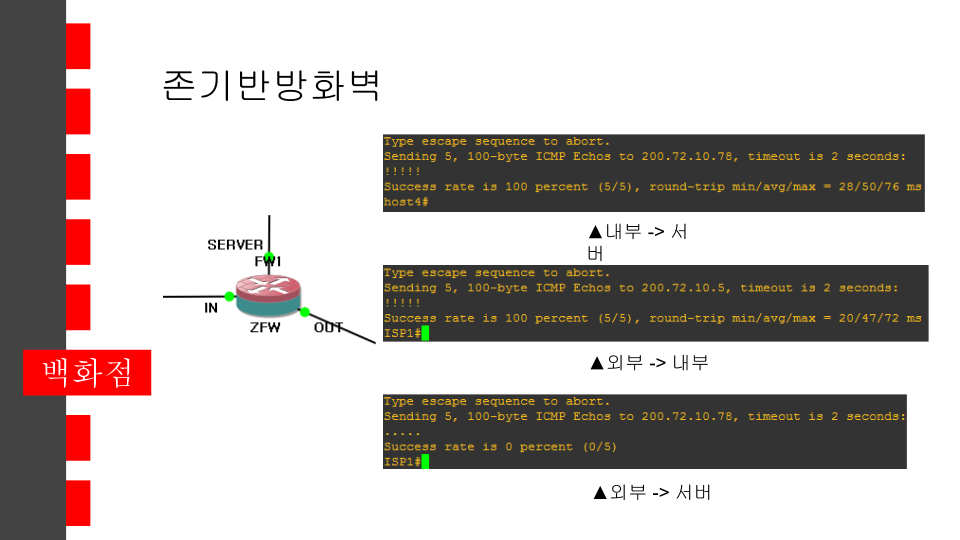 존기반방화벽
Type escape sequence to abort.
Sending 5, 100-byte ICMP Echos to 200.72.10.78, timeout is 2 seconds:
!!!!!
Success rate is 100 percent (5/5), round-trip min/avg/max = 28/50/76 ms
host4#
▲내부 -> 서
버
SERVER
FW1
IN
ZFW
OUT
Type escape sequence to abort.
Sending 5, 100-byte ICMP Echos to 200.72.10.5, timeout is 2 seconds:
!!!!!
Success rate is 100 percent (5/5), round-trip min/avg/max = 20/47/72 ms
ISP1#
▲외부 -> 내부
백화점
Type escape sequence to abort.
Sending 5, 100-byte ICMP Echos to 200.72.10.78, timeout is 2 seconds:
.....
Success rate is 0 percent (0/5)
ISP1#
▲외부 -> 서버